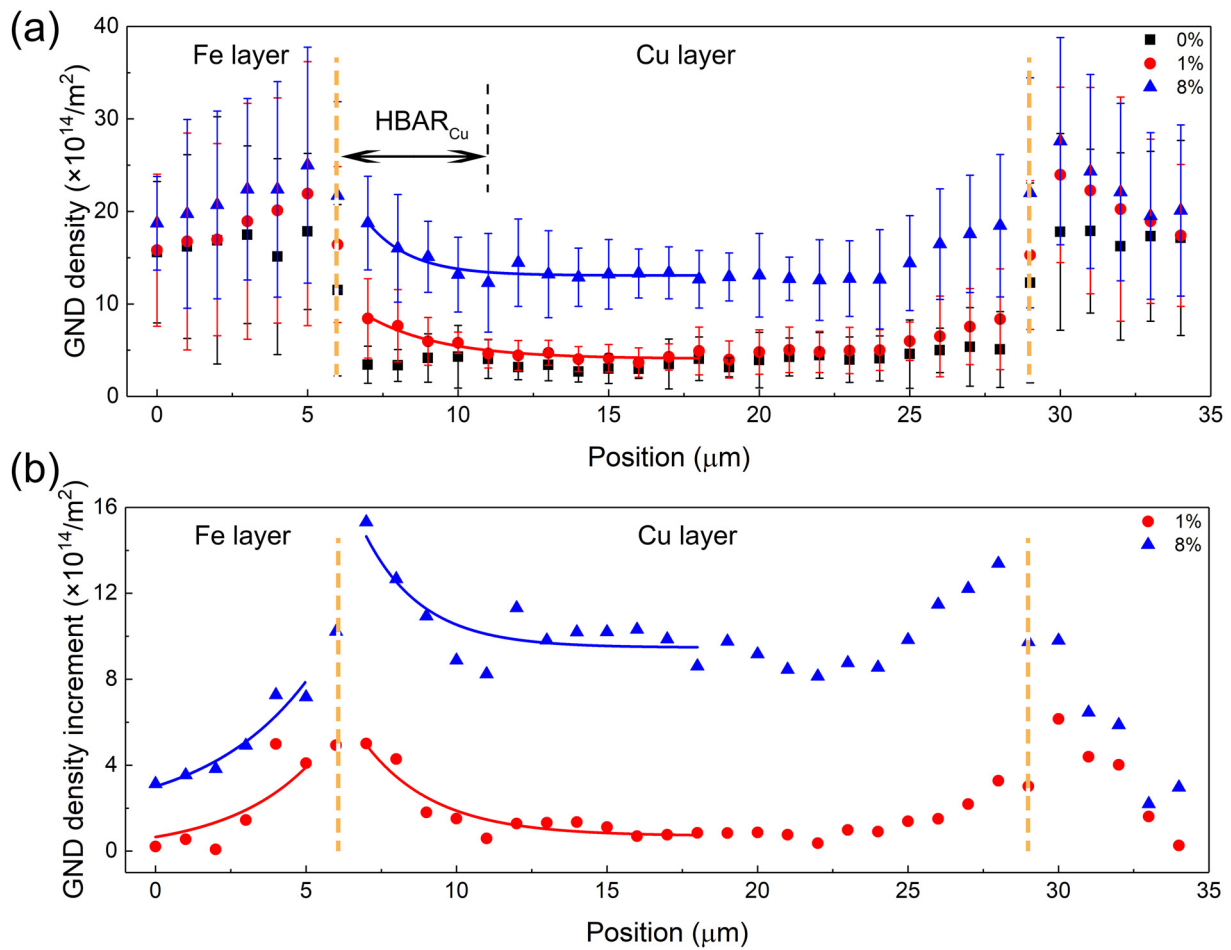 (a)
Fe layer
Cu layer
0%
1%
8%
HBAR_Cu
GND density (×10^14/m^2)
40
30
20
10
0
0 5 10 15 20 25 30 35
Position (μm)
(b)
Fe layer
Cu layer
1%
8%
GND density increment (×10^14/m^2)
16
12
8
4
0
0 5 10 15 20 25 30 35
Position (μm)